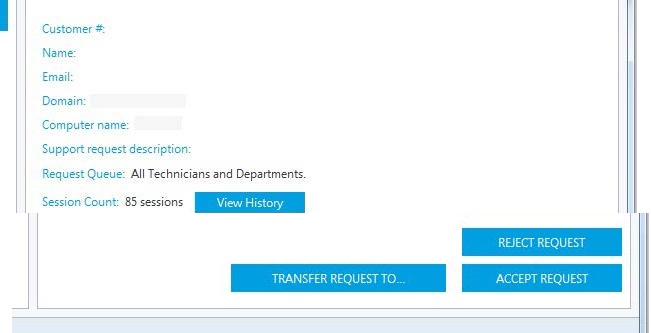 Customer #:
Name:
Email:
Domain:
Computer name:
Support request description:
Request Queue: All Technicians and Departments.
Session Count: 85 sessions View History
REJECT REQUEST
TRANSFER REQUEST TO... ACCEPT REQUEST